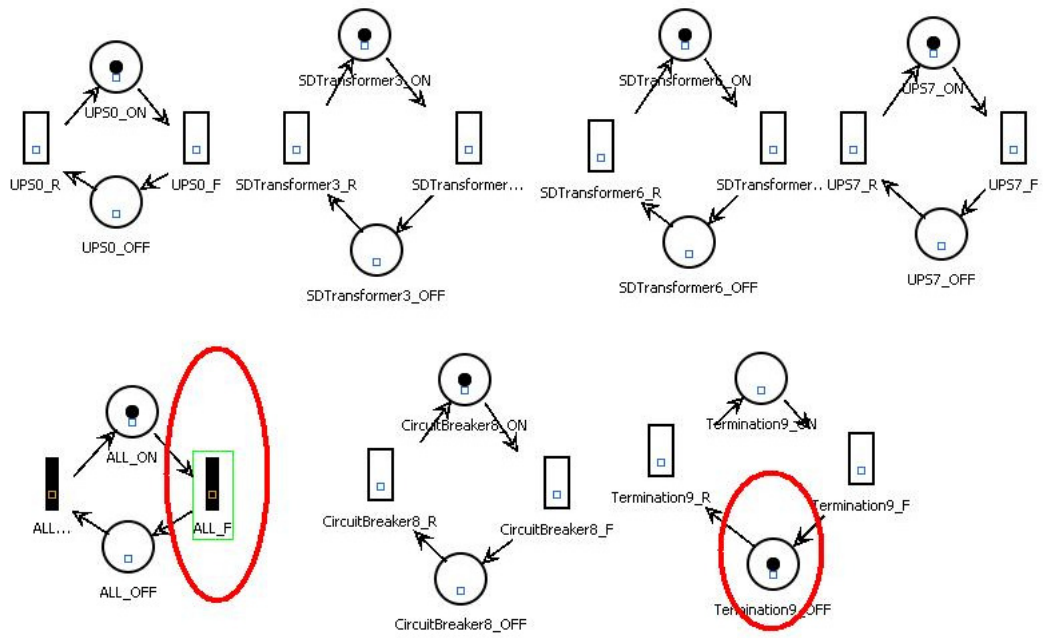 UPS0_ON
UPS0_R
UPS0_F
UPS0_OFF
SDTransformer3_ON
SDTransformer3_R
SDTransformer...
SDTransformer3_OFF
SDTransformer6_ON
SDTransformer6_R
SDTransformer...
SDTransformer6_OFF
UPS7_ON
UPS7_R
UPS7_F
UPS7_OFF
ALL_ON
ALL...
ALL_F
ALL_OFF
CircuitBreaker8_ON
CircuitBreaker8_R
CircuitBreaker8_F
CircuitBreaker8_OFF
Termination9_ON
Termination9_R
Termination9_F
Termination9_OFF